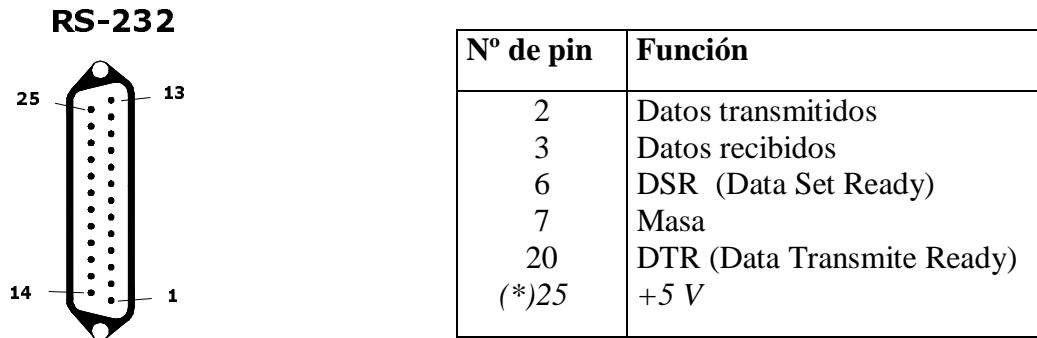 RS-232
25
13
14
1
Nº de pin Función
2 Datos transmitidos
3 Datos recibidos
6 DSR (Data Set Ready)
7 Masa
20 DTR (Data Transmite Ready)
(*)25 +5 V